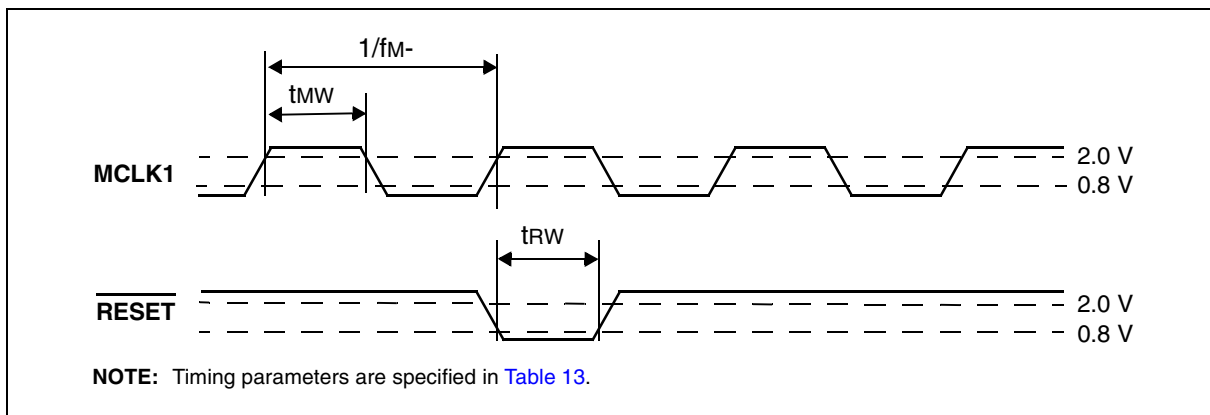 1/fM-
tMW
MCLK1
2.0 V
0.8 V
tRW
RESET
2.0 V
0.8 V
NOTE: Timing parameters are specified in Table 13.